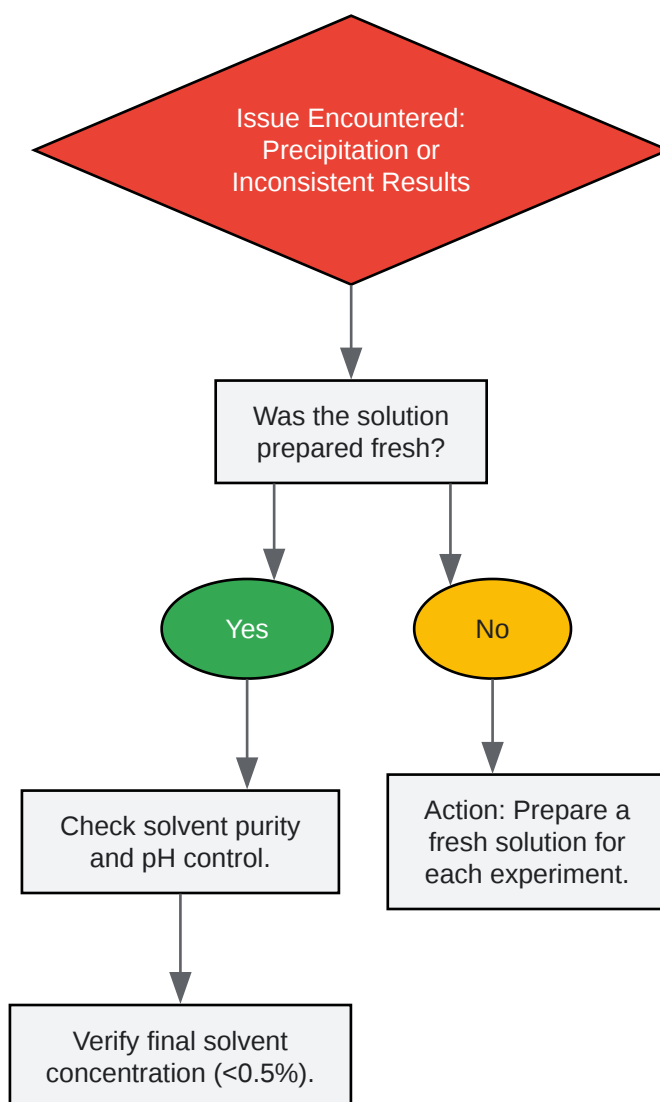 Issue Encountered:
Precipitation or
Inconsistent Results
Was the solution
prepared fresh?
Yes
No
Check solvent purity
and pH control.
Action: Prepare a
fresh solution for
each experiment.
Verify final solvent
concentration (<0.5%).